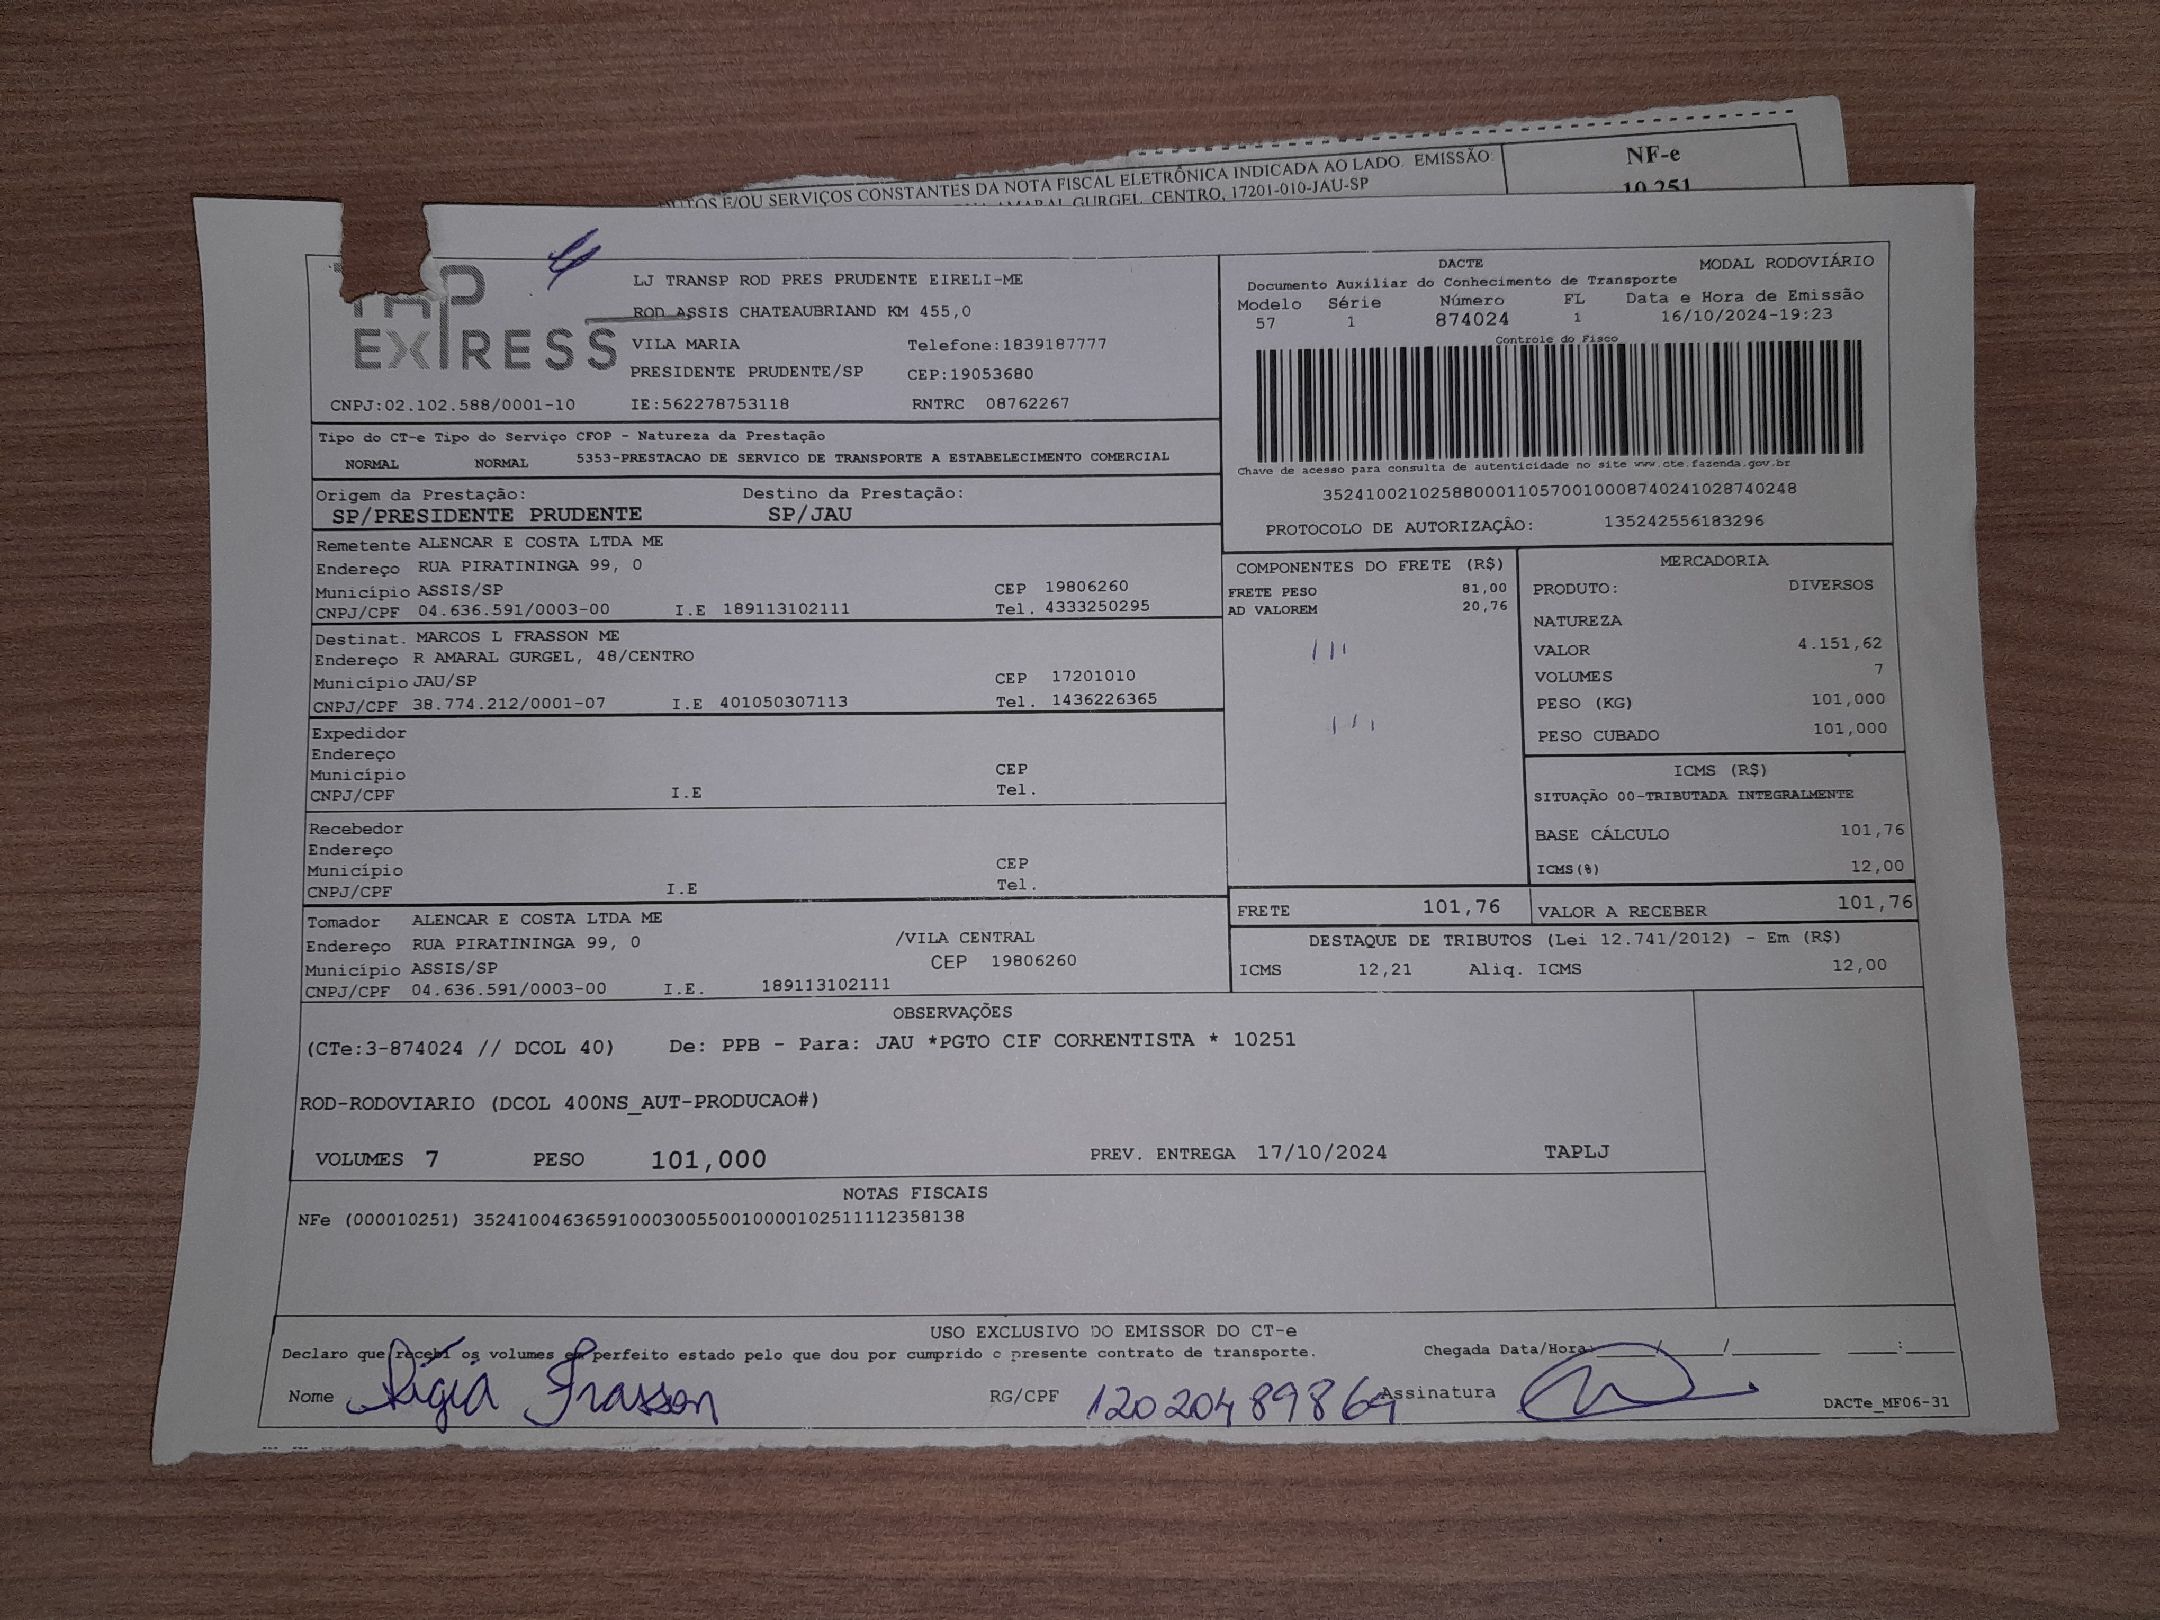 PRODUTOS E/OU SERVIÇOS CONSTANTES DA NOTA FISCAL ELETRÔNICA INDICADA AO LADO. EMISSÃO:
AMARAL GURGEL, CENTRO, 17201-010-JAU-SP
NF-e
10.251
TAP
EXPRESS
LJ TRANSP ROD PRES PRUDENTE EIRELI-ME
ROD ASSIS CHATEAUBRIAND KM 455,0
VILA MARIA Telefone:1839187777
PRESIDENTE PRUDENTE/SP CEP:19053680
CNPJ:02.102.588/0001-10 IE:562278753118 RNTRC 08762267
DACTE MODAL RODOVIÁRIO
Documento Auxiliar do Conhecimento de Transporte
Modelo Série Número FL Data e Hora de Emissão
57 1 874024 1 16/10/2024-19:23
Controle do Fisco
Chave de acesso para consulta de autenticidade no site www.cte.fazenda.gov.br
35241002102588000110570010008740241028740248
PROTOCOLO DE AUTORIZAÇÃO: 135242556183296
Tipo do CT-e Tipo do Serviço CFOP - Natureza da Prestação
NORMAL NORMAL 5353-PRESTACAO DE SERVICO DE TRANSPORTE A ESTABELECIMENTO COMERCIAL
Origem da Prestação: Destino da Prestação:
SP/PRESIDENTE PRUDENTE SP/JAU
Remetente ALENCAR E COSTA LTDA ME
Endereço RUA PIRATININGA 99, 0
Município ASSIS/SP CEP 19806260
CNPJ/CPF 04.636.591/0003-00 I.E 189113102111 Tel. 4333250295
Destinat. MARCOS L FRASSON ME
Endereço R AMARAL GURGEL, 48/CENTRO
Município JAU/SP CEP 17201010
CNPJ/CPF 38.774.212/0001-07 I.E 401050307113 Tel. 1436226365
Expedidor
Endereço
Município CEP
CNPJ/CPF I.E Tel.
Recebedor
Endereço
Município CEP
CNPJ/CPF I.E Tel.
Tomador ALENCAR E COSTA LTDA ME
Endereço RUA PIRATININGA 99, 0 /VILA CENTRAL
Município ASSIS/SP CEP 19806260
CNPJ/CPF 04.636.591/0003-00 I.E. 189113102111
COMPONENTES DO FRETE (R$)
FRETE PESO 81,00
AD VALOREM 20,76
MERCADORIA
PRODUTO: DIVERSOS
NATUREZA
VALOR 4.151,62
VOLUMES 7
PESO (KG) 101,000
PESO CUBADO 101,000
ICMS (R$)
SITUAÇÃO 00-TRIBUTADA INTEGRALMENTE
BASE CÁLCULO 101,76
ICMS(%) 12,00
FRETE 101,76 VALOR A RECEBER 101,76
DESTAQUE DE TRIBUTOS (Lei 12.741/2012) - Em (R$)
ICMS 12,21 Aliq. ICMS 12,00
OBSERVAÇÕES
(CTe:3-874024 // DCOL 40) De: PPB - Para: JAU *PGTO CIF CORRENTISTA * 10251
ROD-RODOVIARIO (DCOL 400NS_AUT-PRODUCAO#)
VOLUMES 7 PESO 101,000 PREV. ENTREGA 17/10/2024 TAPLJ
NOTAS FISCAIS
NFe (000010251) 35241004636591000300550010000102511112358138
USO EXCLUSIVO DO EMISSOR DO CT-e
Declaro que recebi os volumes em perfeito estado pelo que dou por cumprido o presente contrato de transporte. Chegada Data/Hora: / / :
Nome Ligia Frasson RG/CPF 12020489869 Assinatura DACTe_MF06-31